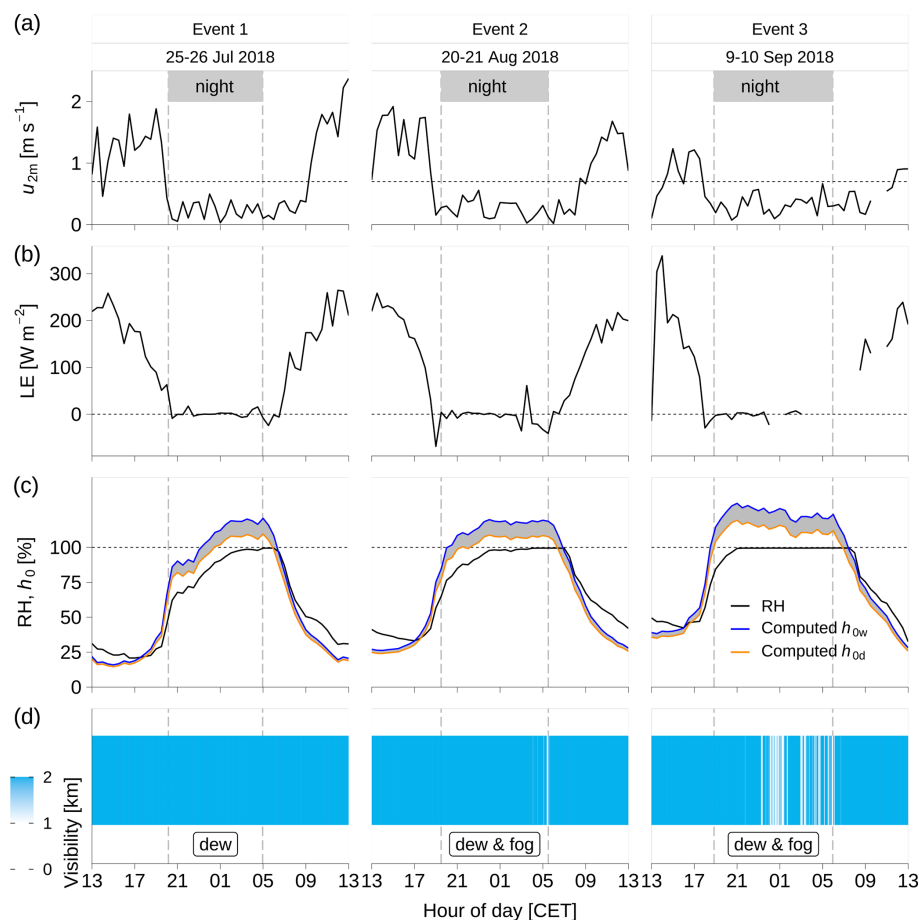 (a)
Event 1 Event 2 Event 3
25-26 Jul 2018 20-21 Aug 2018 9-10 Sep 2018
night night night
u2m [m s−1]
2
1
0
(b)
LE [W m−2]
300
200
100
0
(c)
RH, h0 [%]
100
75
50
25
0
RH
Computed h0w
Computed h0d
(d)
Visibility [km]
2
1
0
dew dew & fog dew & fog
13 17 21 01 05 09 13 13 17 21 01 05 09 13 13 17 21 01 05 09 13
Hour of day [CET]